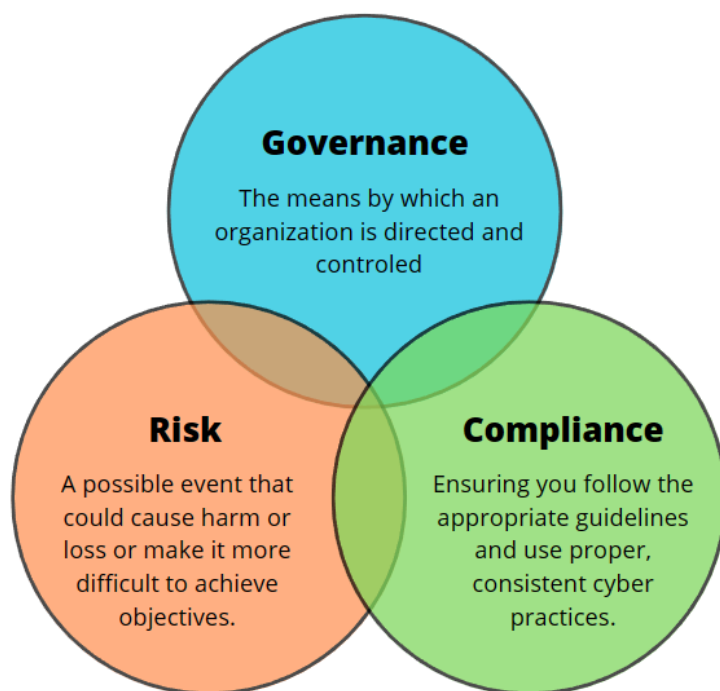 Governance
The means by which an
organization is directed and
controled
Risk
A possible event that
could cause harm or
loss or make it more
difficult to achieve
objectives.
Compliance
Ensuring you follow the
appropriate guidelines
and use proper,
consistent cyber
practices.